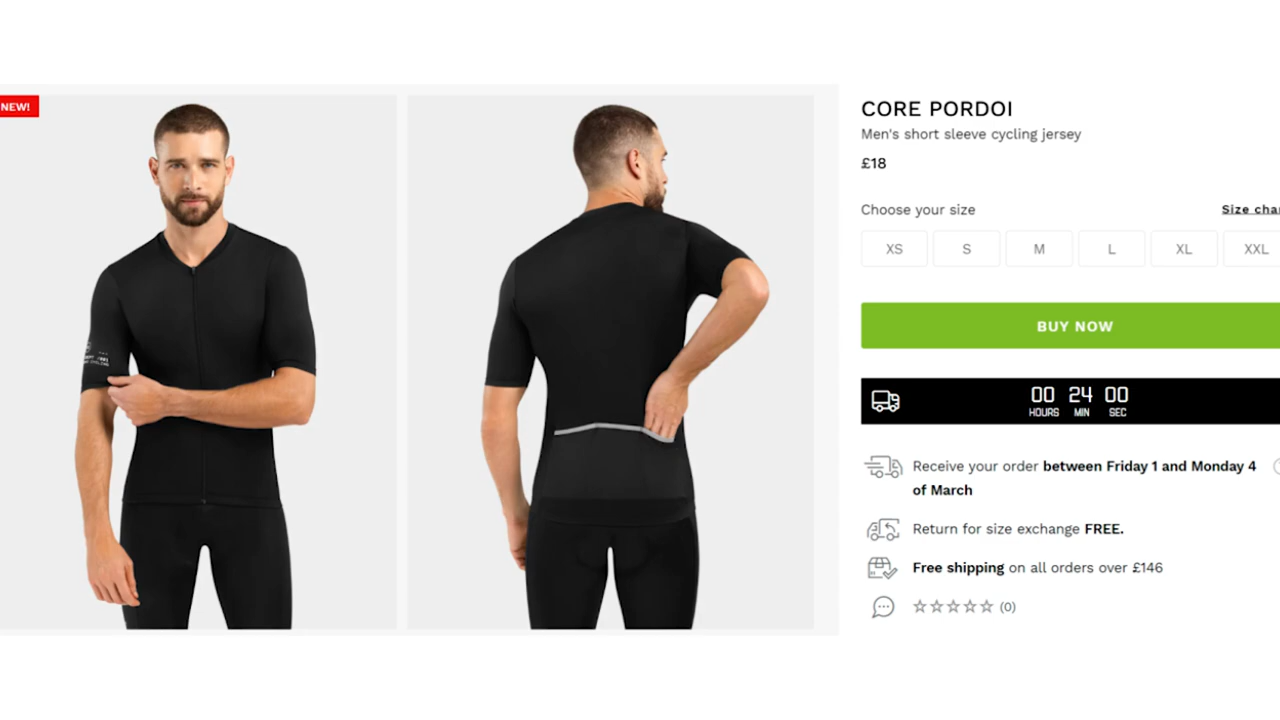 NEW!
CORE PORDOI
Men's short sleeve cycling jersey
£18
Choose your size
XS S M L XL XXL
BUY NOW
00 24 00
HOURS MIN SEC
Receive your order between Friday 1 and Monday 4
of March
Return for size exchange FREE.
Free shipping on all orders over £146
(0)